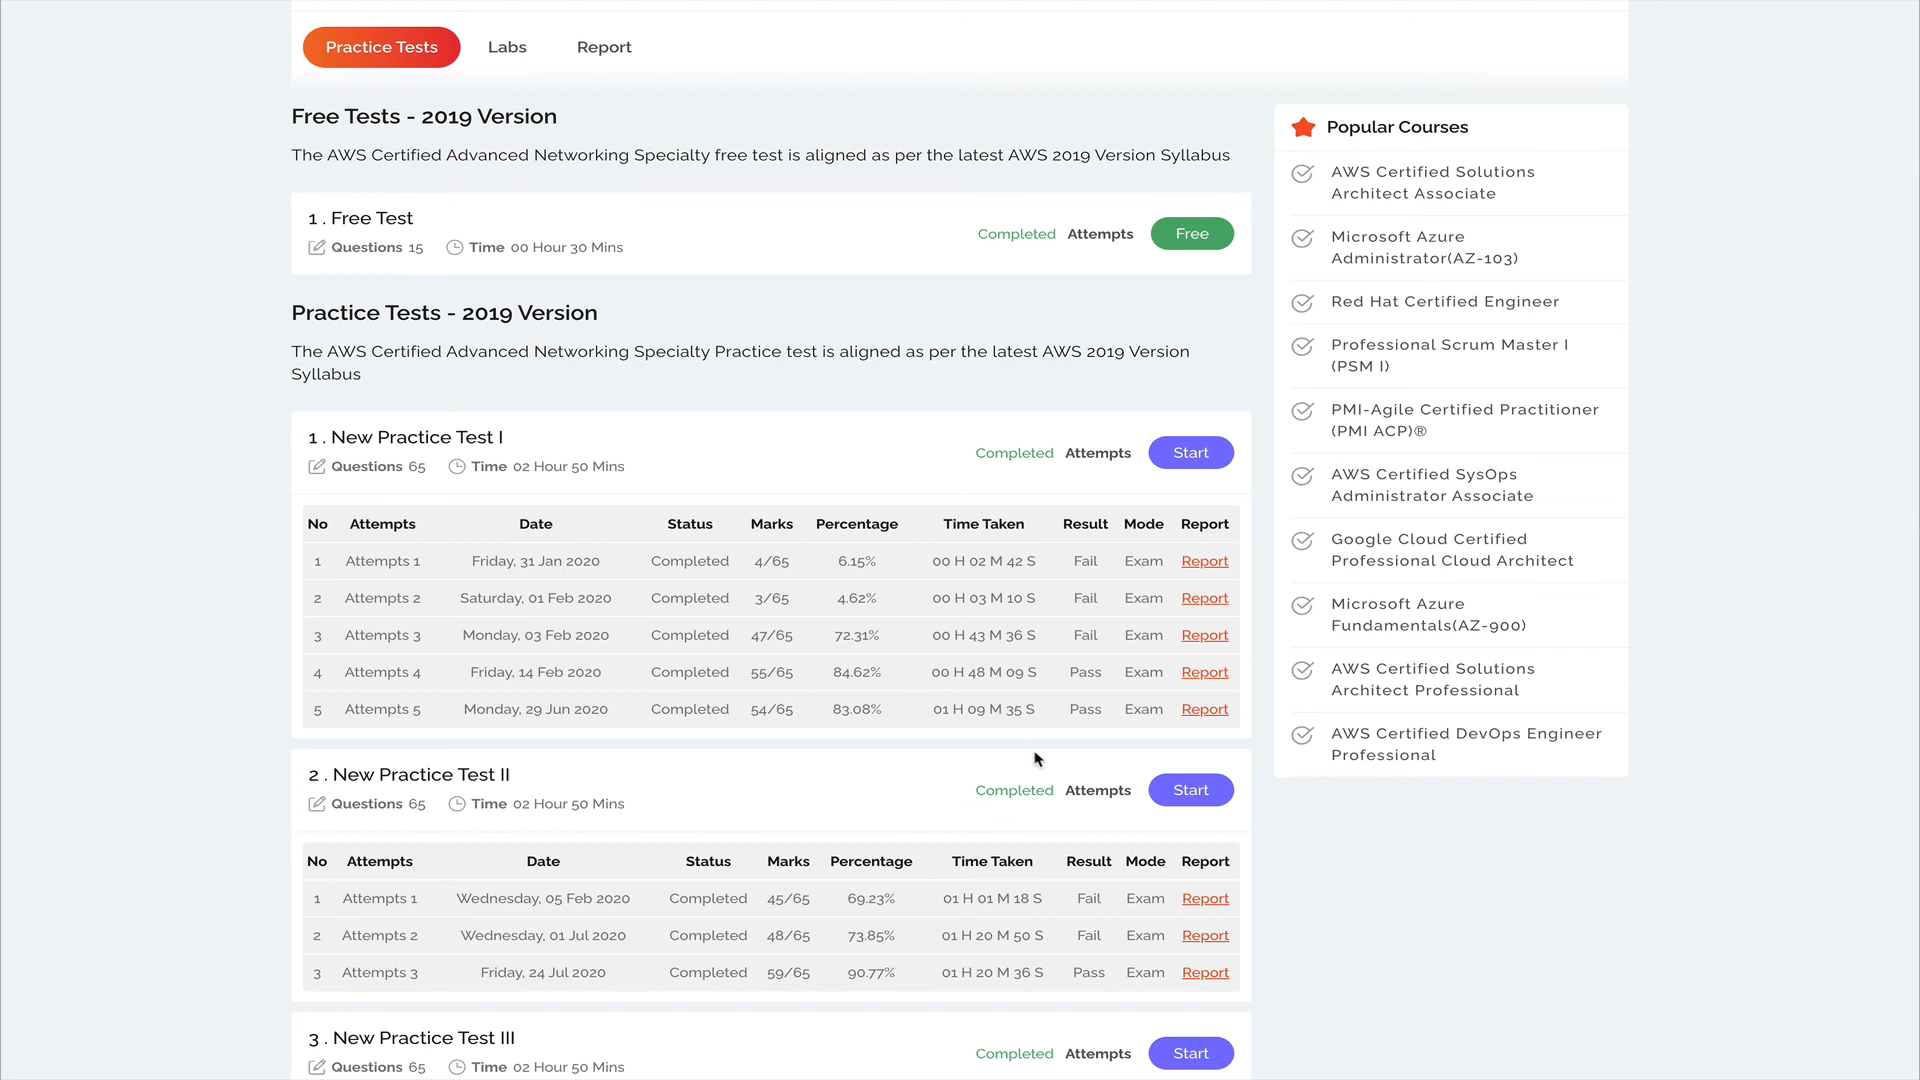 Practice Tests Labs Report
Free Tests - 2019 Version
The AWS Certified Advanced Networking Specialty free test is aligned as per the latest AWS 2019 Version Syllabus
1 . Free Test
Questions 15 Time 00 Hour 30 Mins
Completed Attempts Free
Practice Tests - 2019 Version
The AWS Certified Advanced Networking Specialty Practice test is aligned as per the latest AWS 2019 Version
Syllabus
1 . New Practice Test I
Questions 65 Time 02 Hour 50 Mins
Completed Attempts Start
No Attempts Date Status Marks Percentage Time Taken Result Mode Report
1 Attempts 1 Friday, 31 Jan 2020 Completed 4/65 6.15% 00 H 02 M 42 S Fail Exam Report
2 Attempts 2 Saturday, 01 Feb 2020 Completed 3/65 4.62% 00 H 03 M 10 S Fail Exam Report
3 Attempts 3 Monday, 03 Feb 2020 Completed 47/65 72.31% 00 H 43 M 36 S Fail Exam Report
4 Attempts 4 Friday, 14 Feb 2020 Completed 55/65 84.62% 00 H 48 M 09 S Pass Exam Report
5 Attempts 5 Monday, 29 Jun 2020 Completed 54/65 83.08% 01 H 09 M 35 S Pass Exam Report
2 . New Practice Test II
Questions 65 Time 02 Hour 50 Mins
Completed Attempts Start
No Attempts Date Status Marks Percentage Time Taken Result Mode Report
1 Attempts 1 Wednesday, 05 Feb 2020 Completed 45/65 69.23% 01 H 01 M 18 S Fail Exam Report
2 Attempts 2 Wednesday, 01 Jul 2020 Completed 48/65 73.85% 01 H 20 M 50 S Fail Exam Report
3 Attempts 3 Friday, 24 Jul 2020 Completed 59/65 90.77% 01 H 20 M 36 S Pass Exam Report
3 . New Practice Test III
Questions 65 Time 02 Hour 50 Mins
Completed Attempts Start
Popular Courses
AWS Certified Solutions
Architect Associate
Microsoft Azure
Administrator(AZ-103)
Red Hat Certified Engineer
Professional Scrum Master I
(PSM I)
PMI-Agile Certified Practitioner
(PMI ACP)®
AWS Certified SysOps
Administrator Associate
Google Cloud Certified
Professional Cloud Architect
Microsoft Azure
Fundamentals(AZ-900)
AWS Certified Solutions
Architect Professional
AWS Certified DevOps Engineer
Professional